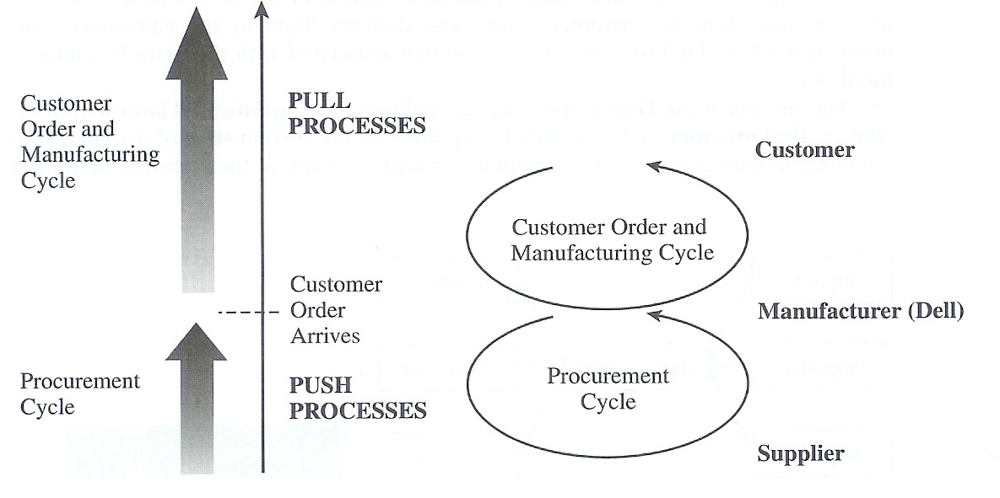 Customer
Order and
Manufacturing
Cycle
PULL
PROCESSES
Customer
Customer Order and
Manufacturing Cycle
Customer
Order
Arrives
Manufacturer (Dell)
Procurement
Cycle
PUSH
PROCESSES
Procurement
Cycle
Supplier